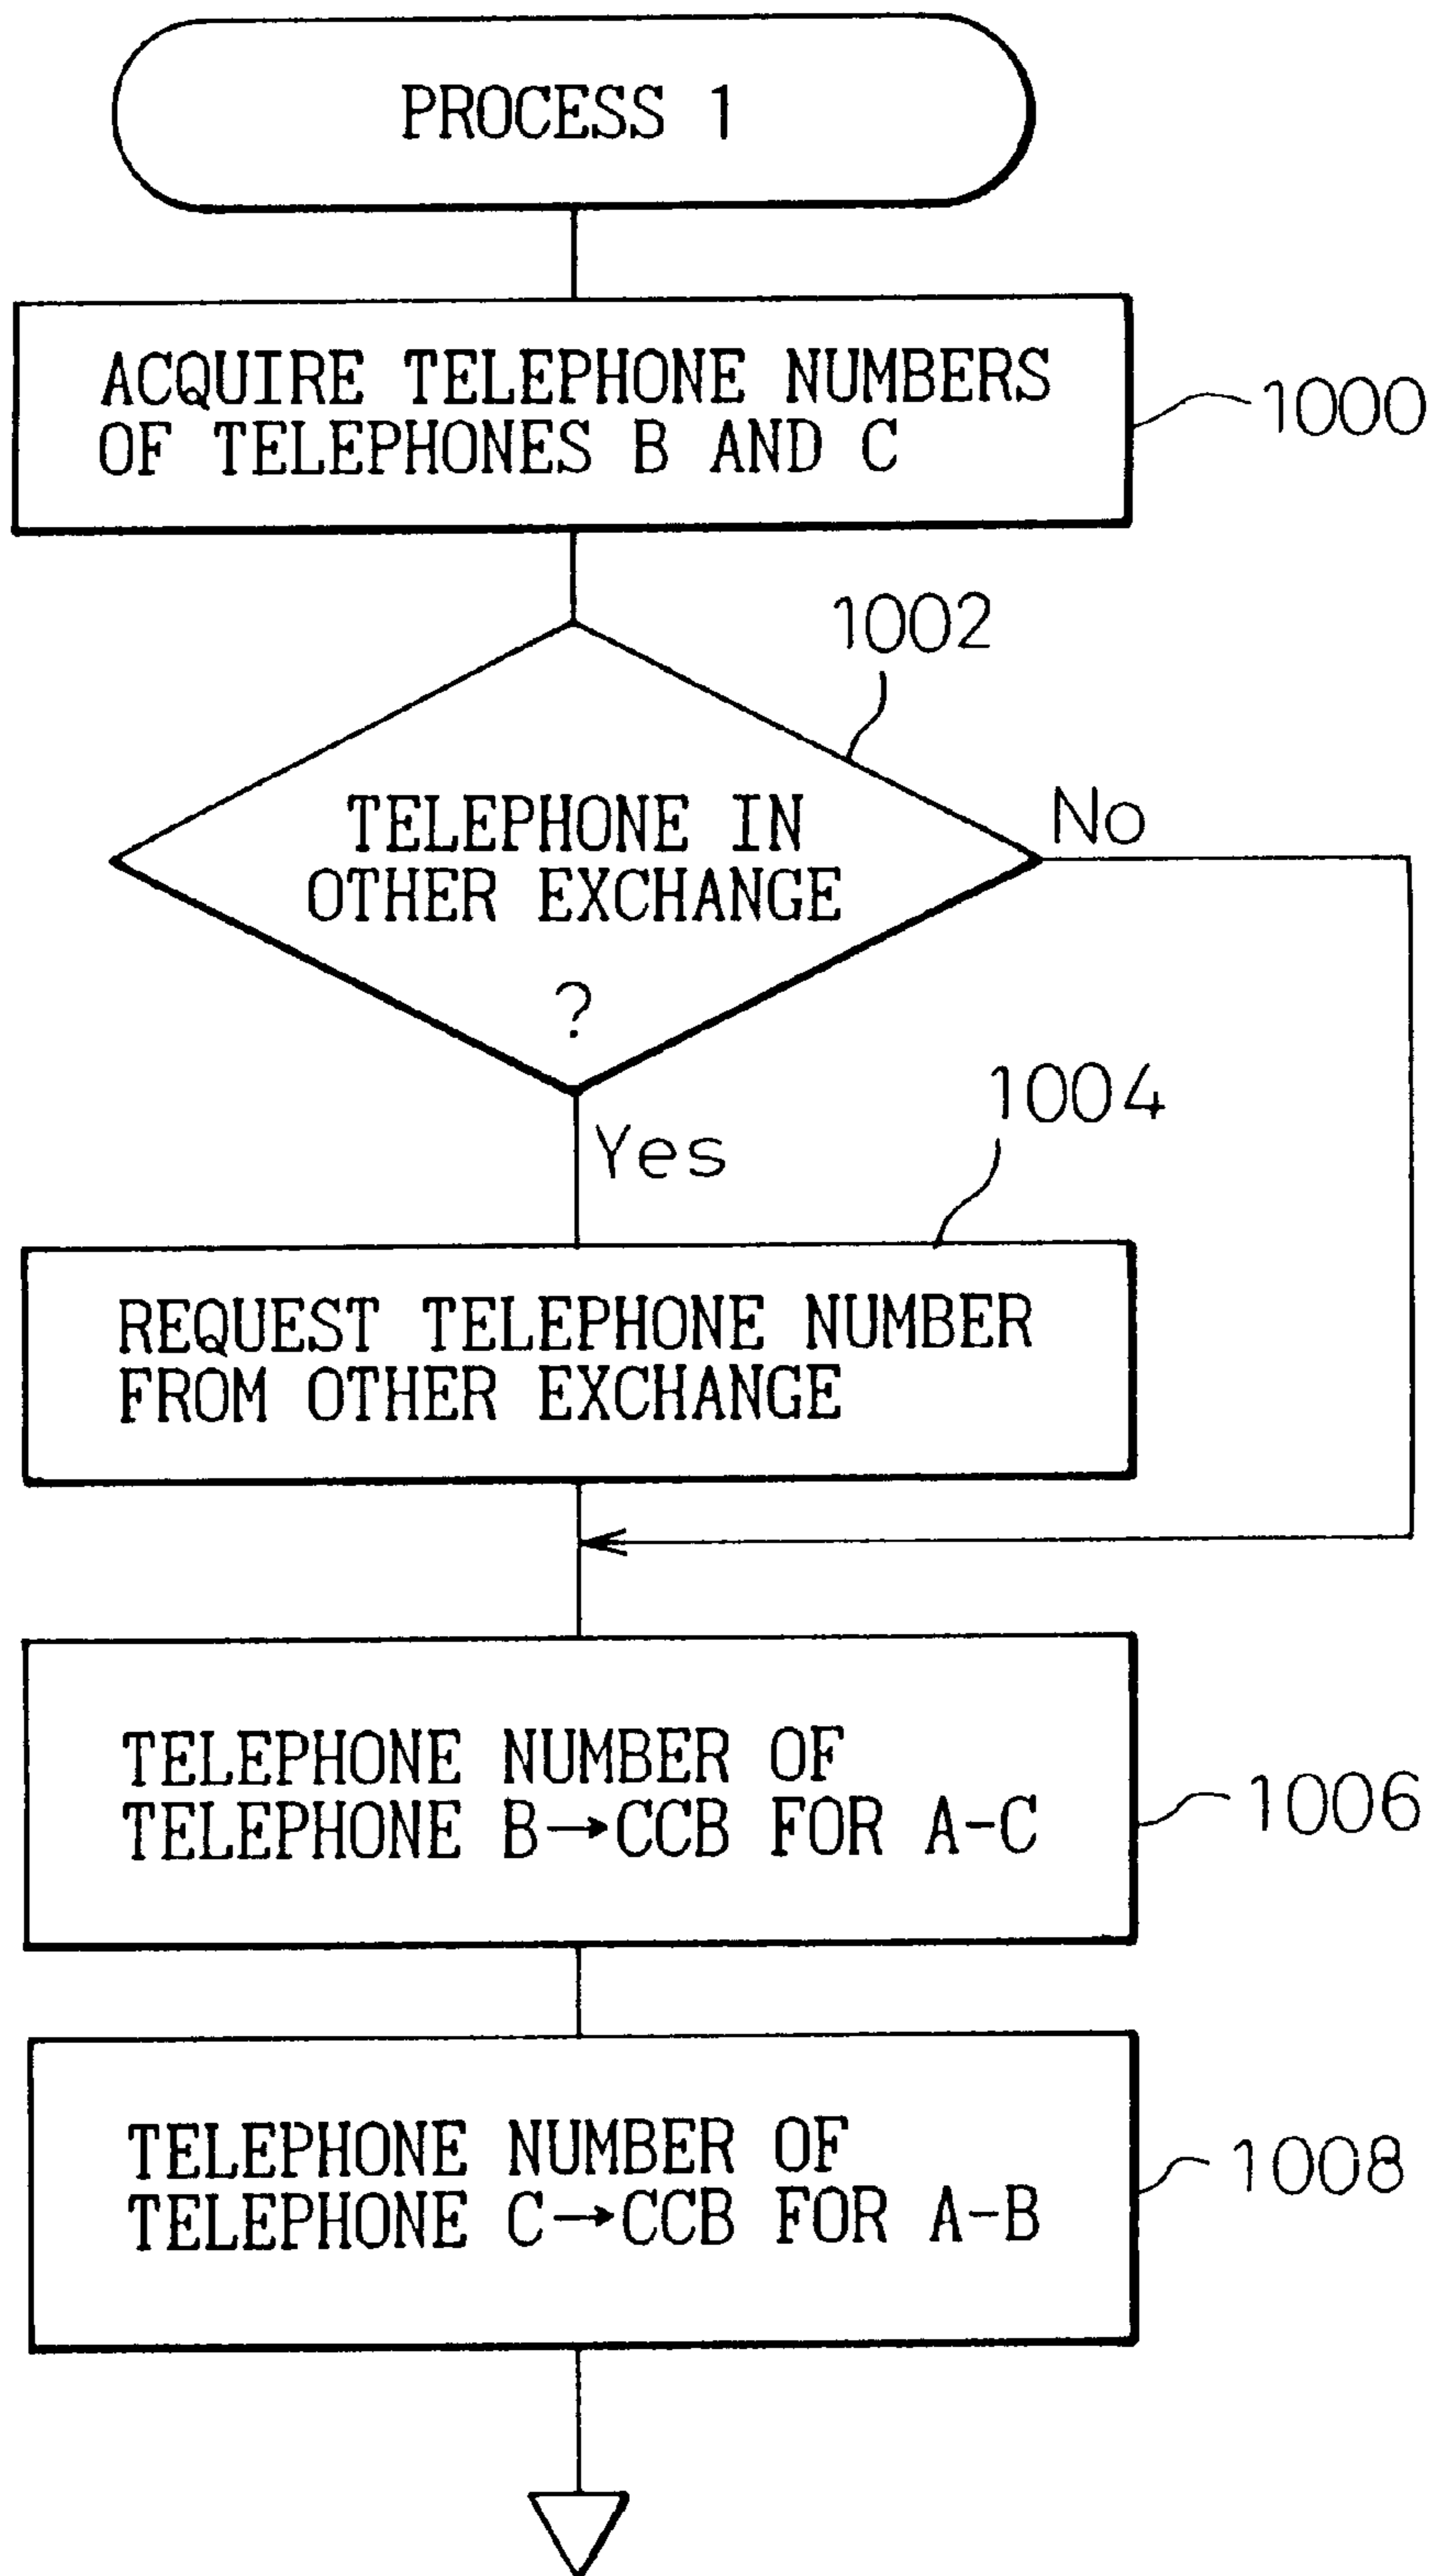 PROCESS 1
ACQUIRE TELEPHONE NUMBERS
OF TELEPHONES B AND C
1000
1002
TELEPHONE IN
OTHER EXCHANGE
?
No
Yes
1004
REQUEST TELEPHONE NUMBER
FROM OTHER EXCHANGE
TELEPHONE NUMBER OF
TELEPHONE B→CCB FOR A-C
1006
TELEPHONE NUMBER OF
TELEPHONE C→CCB FOR A-B
1008